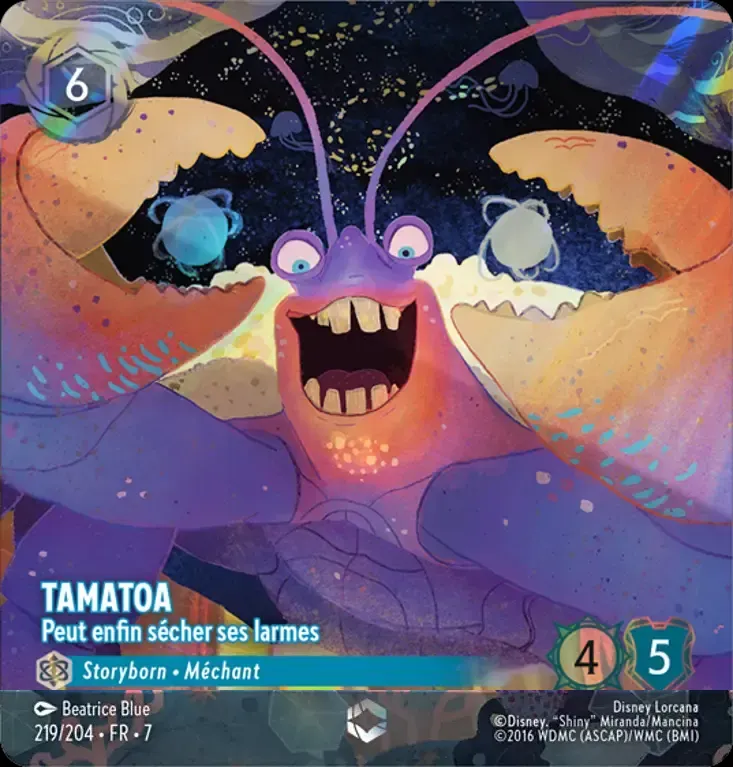 6
TAMATOA
Peut enfin sécher ses larmes
Storyborn • Méchant
4 5
Beatrice Blue
219/204 • FR • 7
Disney Lorcana
©Disney. "Shiny" Miranda/Mancina
©2016 WDMC (ASCAP)/WMC (BMI)